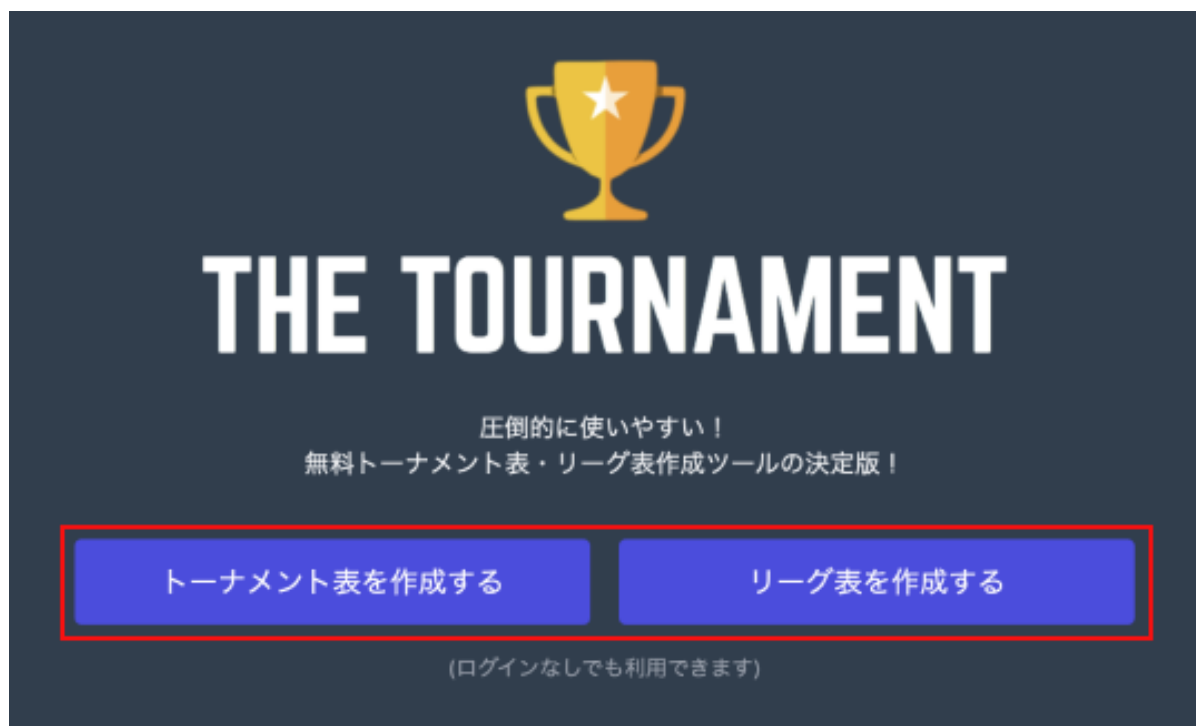 THE TOURNAMENT
圧倒的に使いやすい！
無料トーナメント表・リーグ表作成ツールの決定版！
トーナメント表を作成する
リーグ表を作成する
(ログインなしでも利用できます)